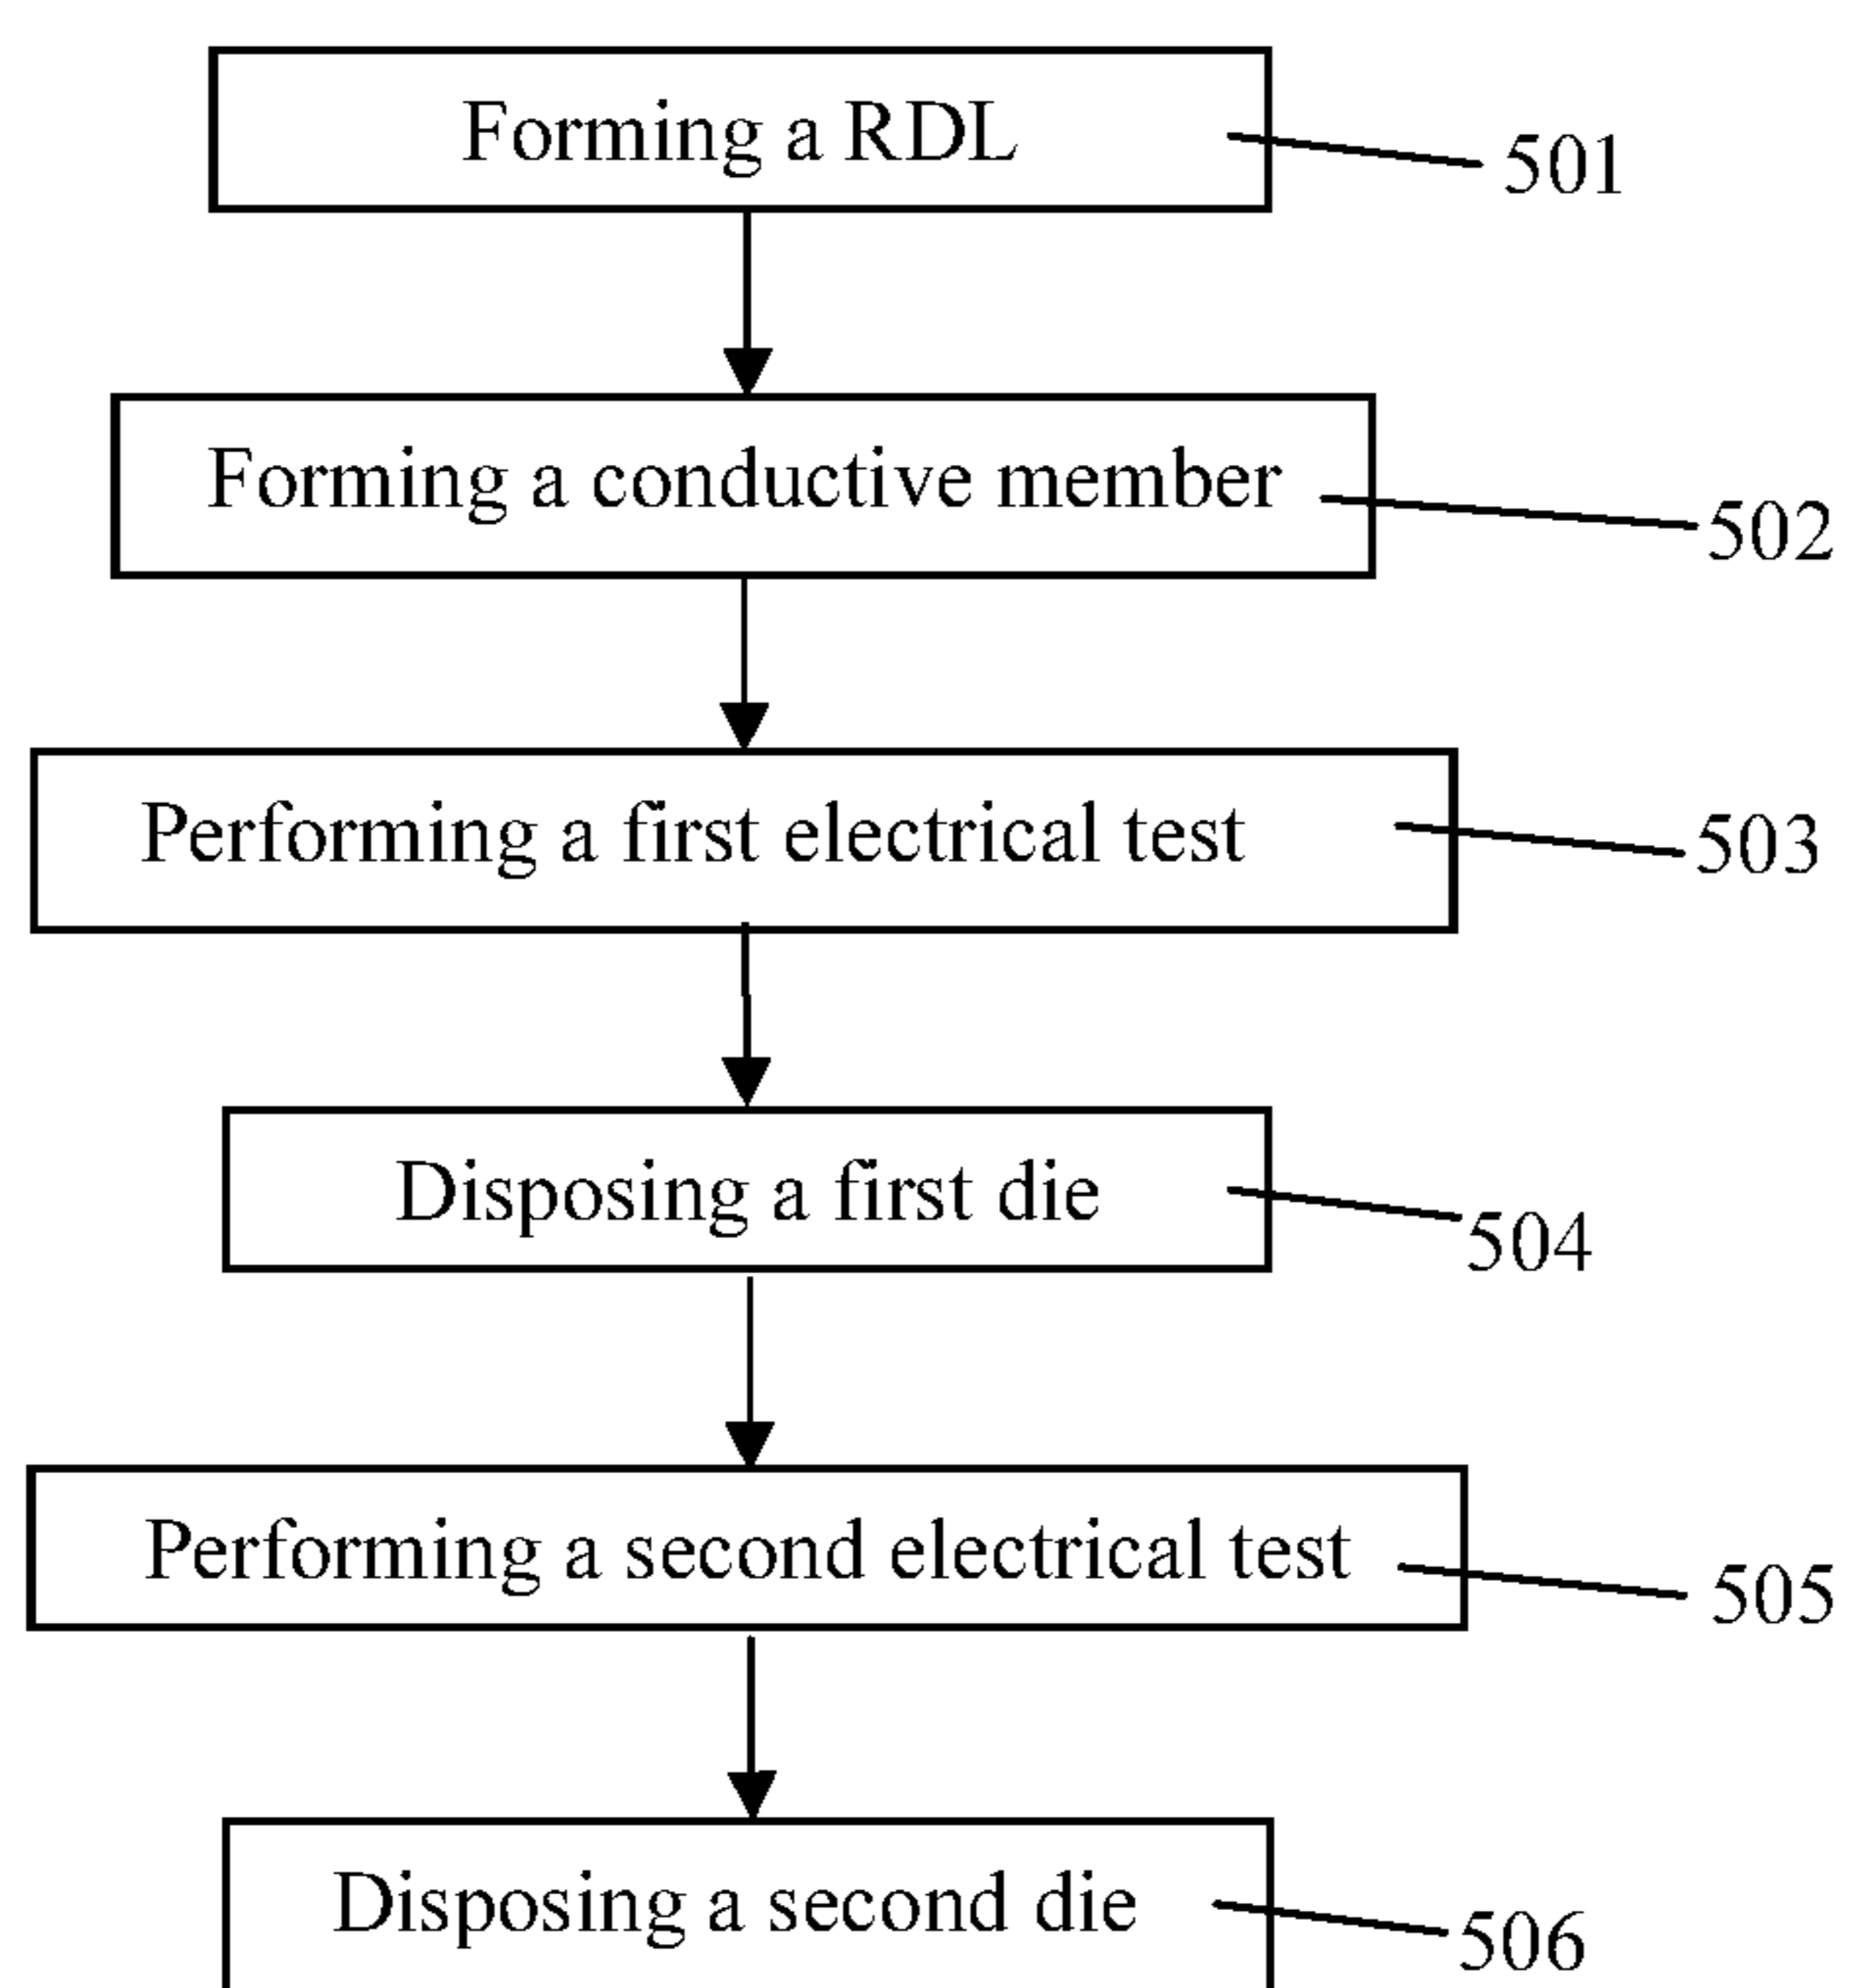 Forming a RDL
501
Forming a conductive member
502
Performing a first electrical test
503
Disposing a first die
504
Performing a second electrical test
505
Disposing a second die
506